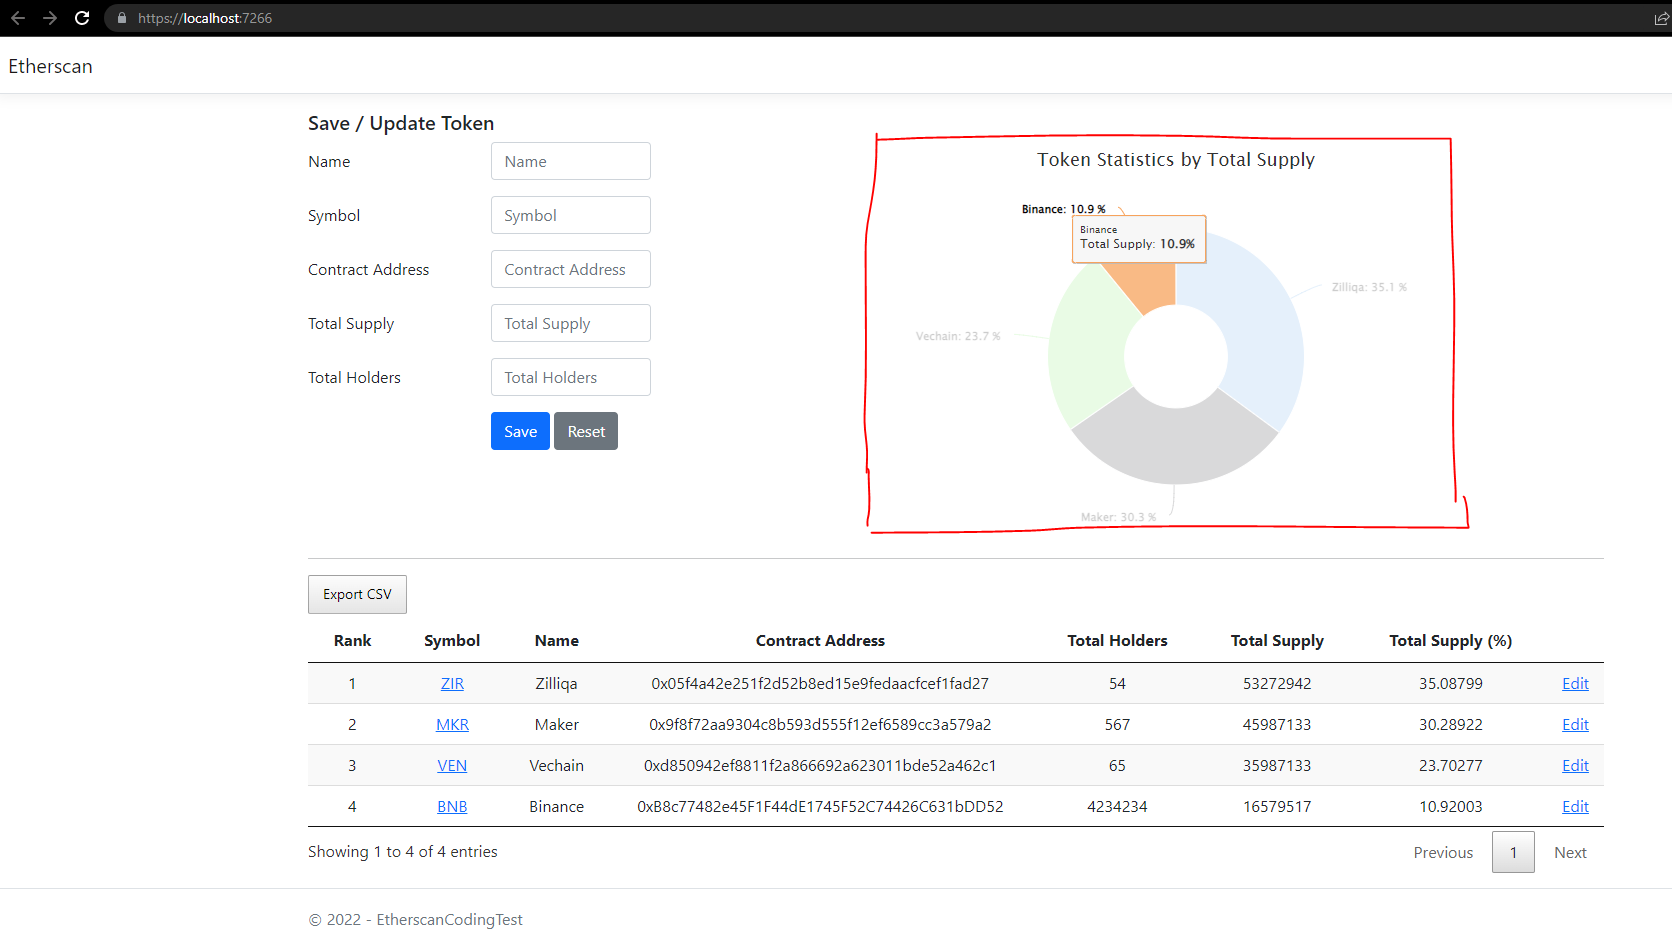 https://localhost:7266
Etherscan
Save / Update Token
Name
Name
Symbol
Symbol
Contract Address
Contract Address
Total Supply
Total Supply
Total Holders
Total Holders
Save Reset
Token Statistics by Total Supply
Binance: 10.9 %
Binance
Total Supply: 10.9%
Zilliqa: 35.1 %
Vechain: 23.7 %
Maker: 30.3 %
Export CSV
Rank Symbol Name Contract Address Total Holders Total Supply Total Supply (%)
1 ZIR Zilliqa 0x05f4a42e251f2d52b8ed15e9fedaacfcef1fad27 54 53272942 35.08799 Edit
2 MKR Maker 0x9f8f72aa9304c8b593d555f12ef6589cc3a579a2 567 45987133 30.28922 Edit
3 VEN Vechain 0xd850942ef8811f2a866692a623011bde52a462c1 65 35987133 23.70277 Edit
4 BNB Binance 0xB8c77482e45F1F44dE1745F52C74426C631bDD52 4234234 16579517 10.92003 Edit
Showing 1 to 4 of 4 entries
Previous 1 Next
© 2022 - EtherscanCodingTest